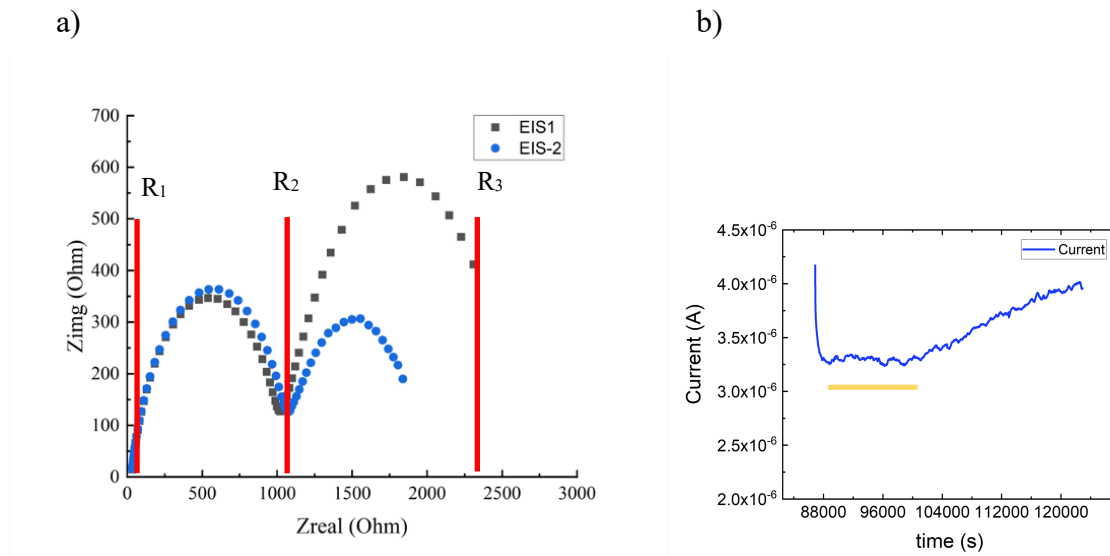 a)
b)
700
600
500
400
300
200
100
0
Zimg (Ohm)
0
500
1000
1500
2000
2500
3000
Zreal (Ohm)
EIS1
EIS-2
R₁
R₂
R₃
4.5x10⁻⁶
4.0x10⁻⁶
3.5x10⁻⁶
3.0x10⁻⁶
2.5x10⁻⁶
2.0x10⁻⁶
Current (A)
Current
88000
96000
104000
112000
120000
time (s)